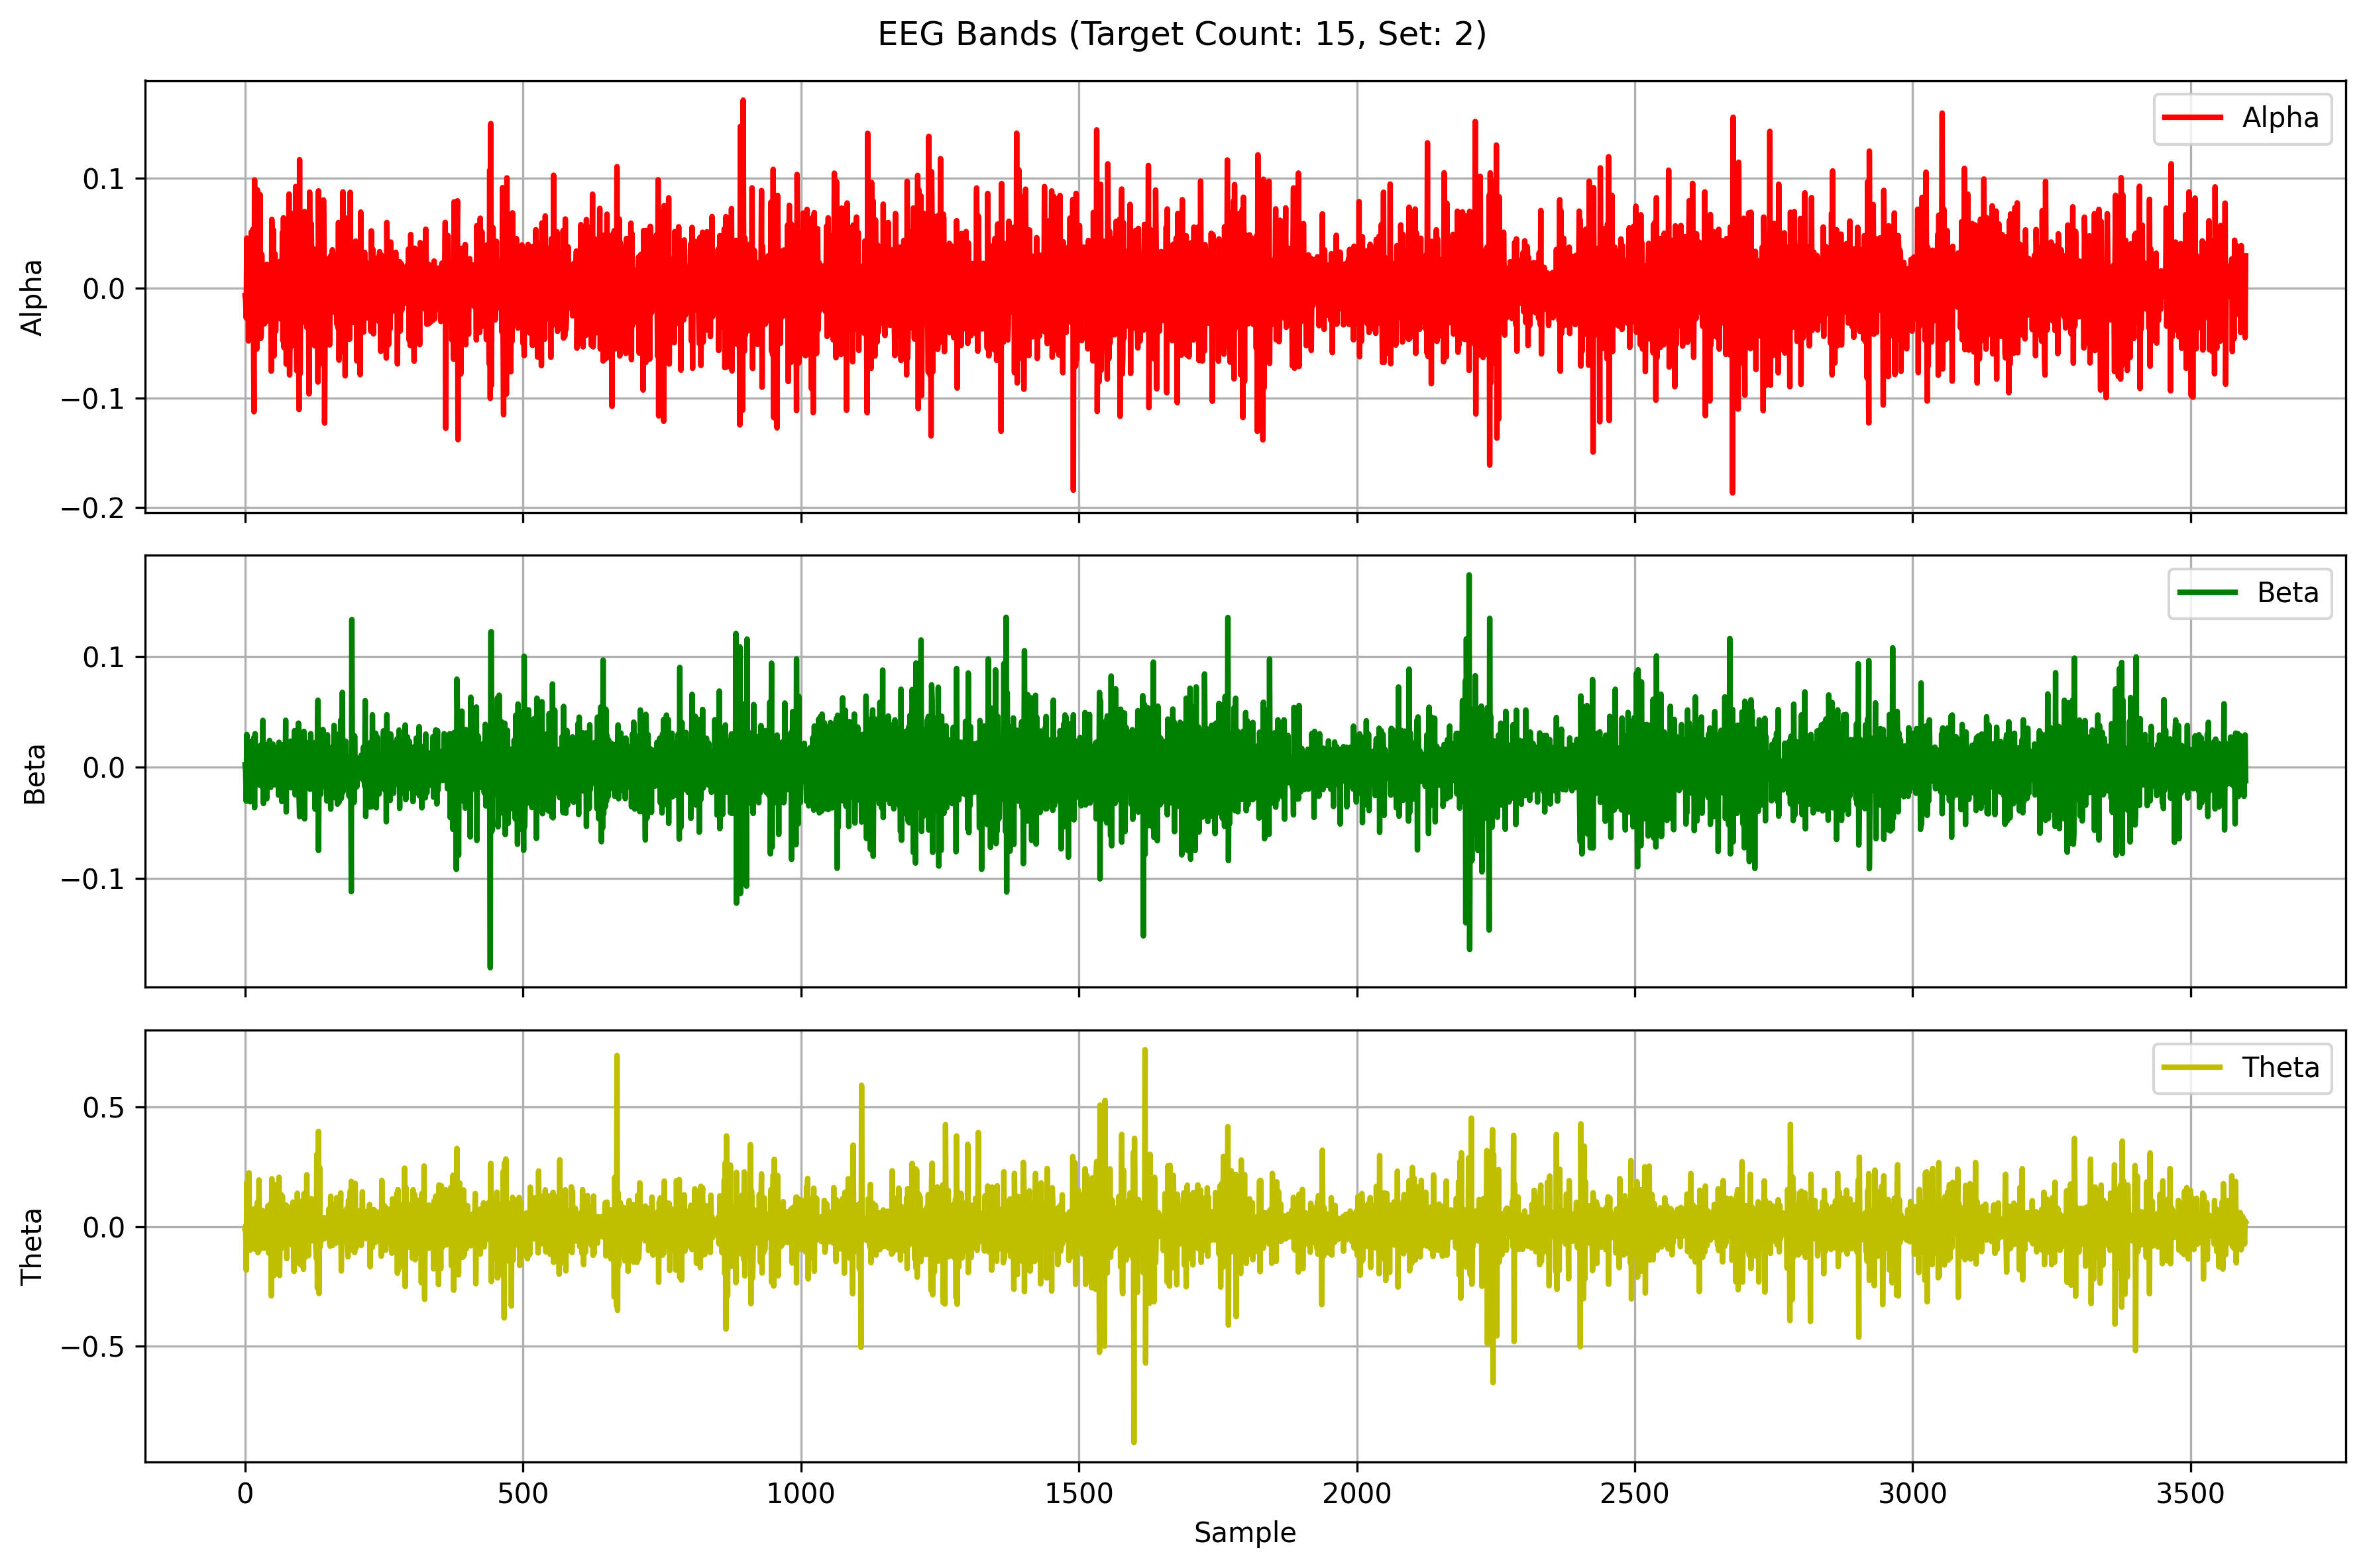 EEG Bands (Target Count: 15, Set: 2)
Alpha
0.1
0.0
−0.1
−0.2
Alpha
Beta
0.1
0.0
−0.1
Beta
Theta
0.5
0.0
−0.5
Theta
0 500 1000 1500 2000 2500 3000 3500
Sample